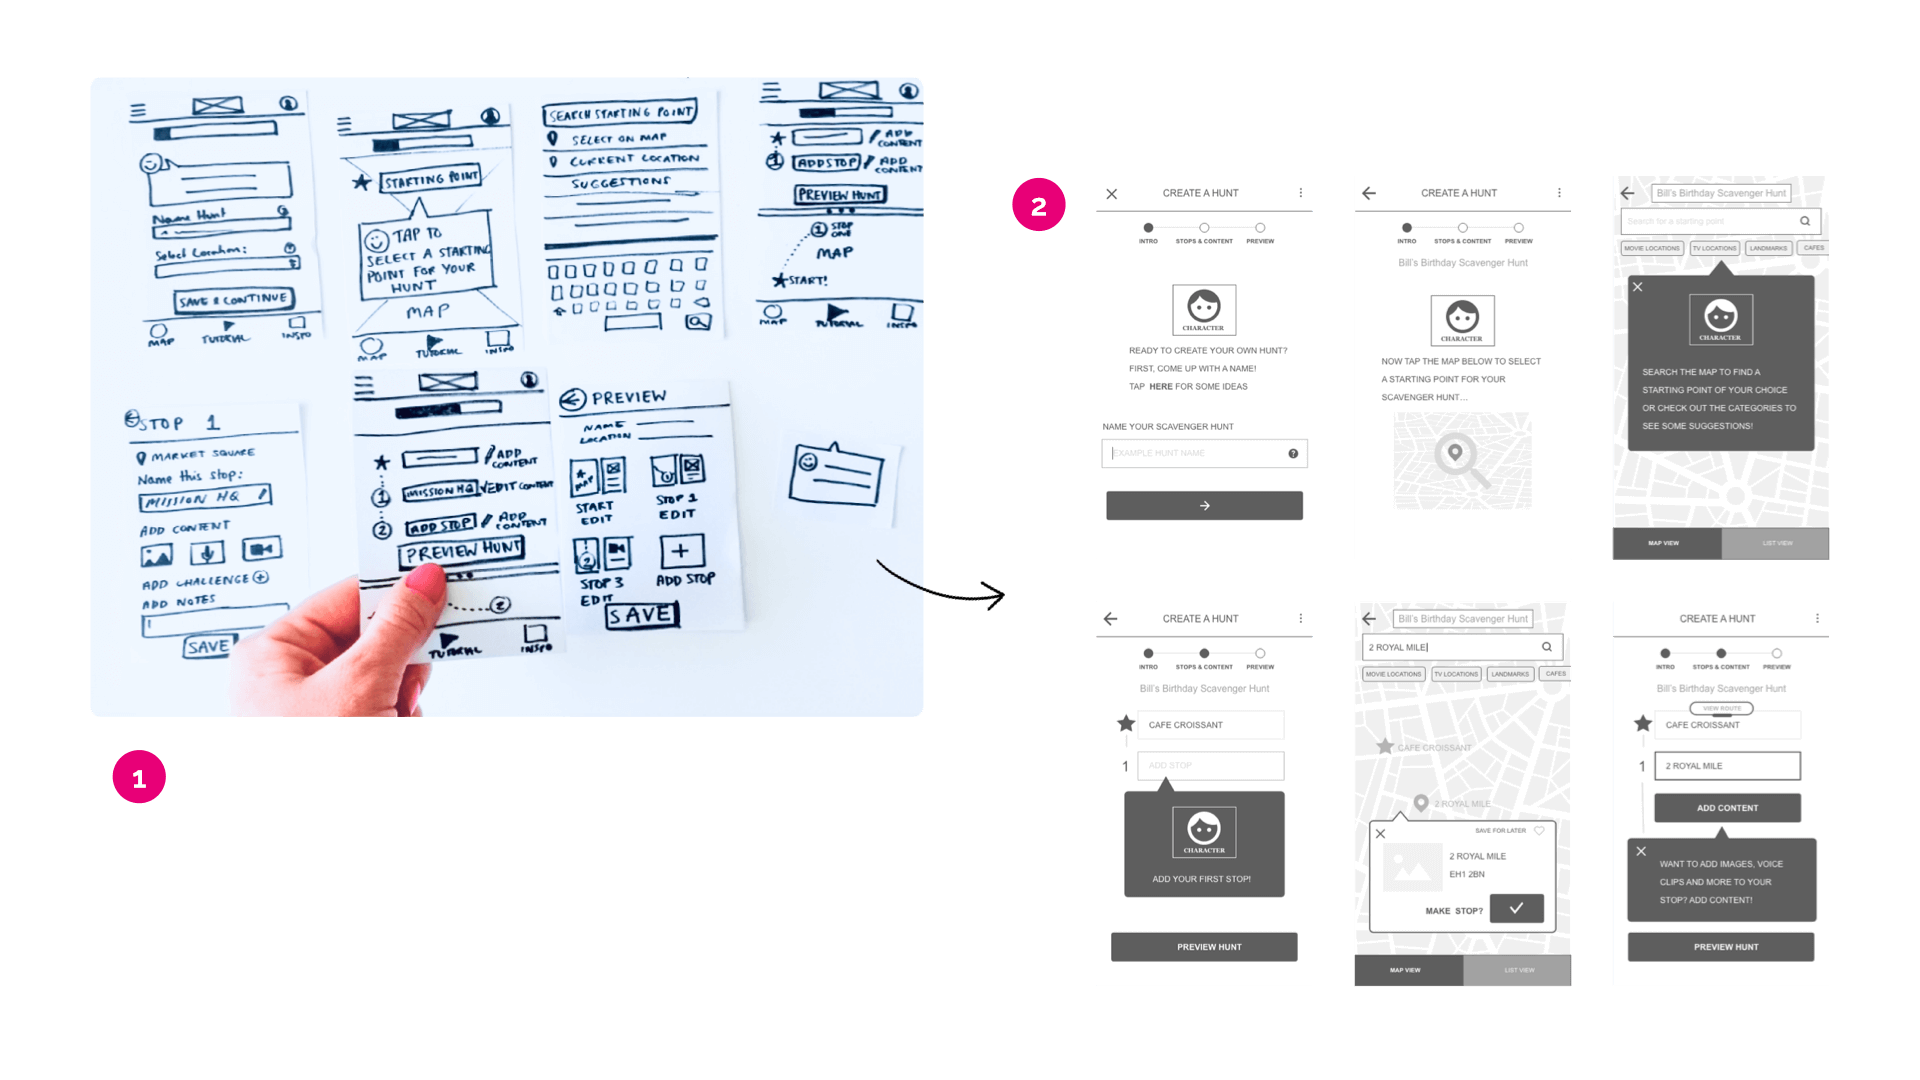 Name Hunt
Select Location:
SAVE & CONTINUE
MAP
TUTORIAL
INSPO
STARTING POINT
TAP TO
SELECT A STARTING
POINT FOR YOUR
HUNT
MAP
MAP
TUTORIAL
INSPO
SEARCH STARTING POINT
SELECT ON MAP
CURRENT LOCATION
SUGGESTIONS
ADD
CONTENT
1
ADD STOP
ADD
CONTENT
PREVIEW HUNT
1 STOP
ONE
MAP
START!
MAP
TUTORIAL
INSPO
STOP 1
MARKET SQUARE
Name this stop:
MISSION HQ
ADD CONTENT
ADD CHALLENGE +
ADD NOTES
SAVE
ADD
CONTENT
1
MISSION HQ
EDIT CONTENT
2
ADD STOP
ADD
CONTENT
PREVIEW HUNT
2
TUTORIAL
INSPO
PREVIEW
NAME
LOCATION
MAP
START
EDIT
STOP 1
EDIT
2
STOP 3
EDIT
+
ADD STOP
SAVE
1
2
CREATE A HUNT
INTRO
STOPS & CONTENT
PREVIEW
CHARACTER
READY TO CREATE YOUR OWN HUNT?
FIRST, COME UP WITH A NAME!
TAP HERE FOR SOME IDEAS
NAME YOUR SCAVENGER HUNT
EXAMPLE HUNT NAME
?
CREATE A HUNT
INTRO
STOPS & CONTENT
PREVIEW
Bill's Birthday Scavenger Hunt
CHARACTER
NOW TAP THE MAP BELOW TO SELECT
A STARTING POINT FOR YOUR
SCAVENGER HUNT....
Bill's Birthday Scavenger Hunt
Search for a starting point
MOVIE LOCATIONS
TV LOCATIONS
LANDMARKS
CAFES
CHARACTER
SEARCH THE MAP TO FIND A
STARTING POINT OF YOUR CHOICE
OR CHECK OUT THE CATEGORIES TO
SEE SOME SUGGESTIONS!
MAP VIEW
LIST VIEW
CREATE A HUNT
INTRO
STOPS & CONTENT
PREVIEW
Bill's Birthday Scavenger Hunt
CAFE CROISSANT
1
ADD STOP
CHARACTER
ADD YOUR FIRST STOP!
PREVIEW HUNT
Bill's Birthday Scavenger Hunt
2 ROYAL MILE
MOVIE LOCATIONS
TV LOCATIONS
LANDMARKS
CAFES
CAFE CROISSANT
2 ROYAL MILE
SAVE FOR LATER
2 ROYAL MILE
EH1 2BN
MAKE STOP?
MAP VIEW
LIST VIEW
CREATE A HUNT
INTRO
STOPS & CONTENT
PREVIEW
Bill's Birthday Scavenger Hunt
VIEW ROUTE
CAFE CROISSANT
1
2 ROYAL MILE
ADD CONTENT
WANT TO ADD IMAGES, VOICE
CLIPS AND MORE TO YOUR
STOP? ADD CONTENT!
PREVIEW HUNT